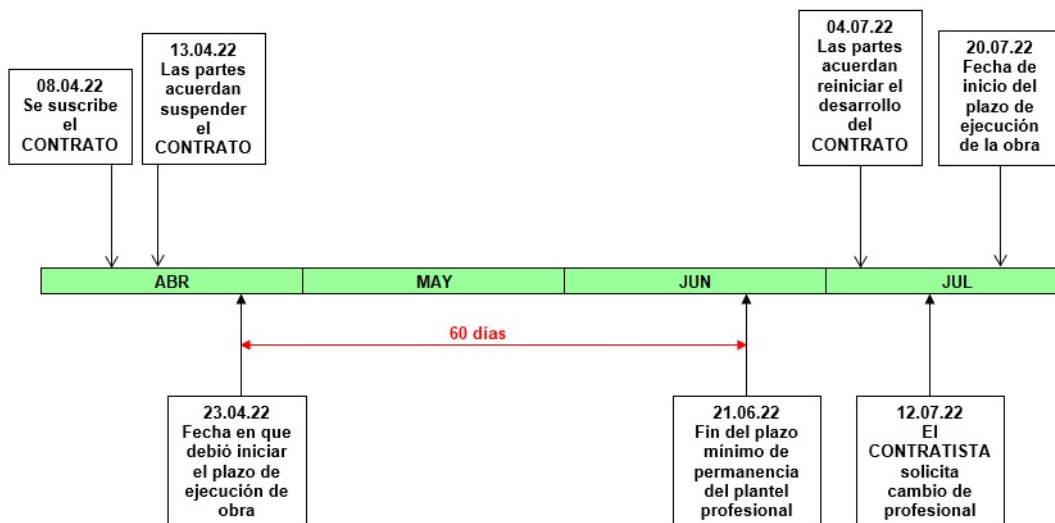 08.04.22
Se suscribe
el
CONTRATO
13.04.22
Las partes
acuerdan
suspender
el
CONTRATO
04.07.22
Las partes
acuerdan
reiniciar el
desarrollo
del
CONTRATO
20.07.22
Fecha de
inicio del
plazo de
ejecución
de la obra
ABR
MAY
JUN
JUL
60 días
23.04.22
Fecha en que
debió iniciar
el plazo de
ejecución de
obra
21.06.22
Fin del plazo
mínimo de
permanencia
del plantel
profesional
12.07.22
El
CONTRATISTA
solicita
cambio de
profesional